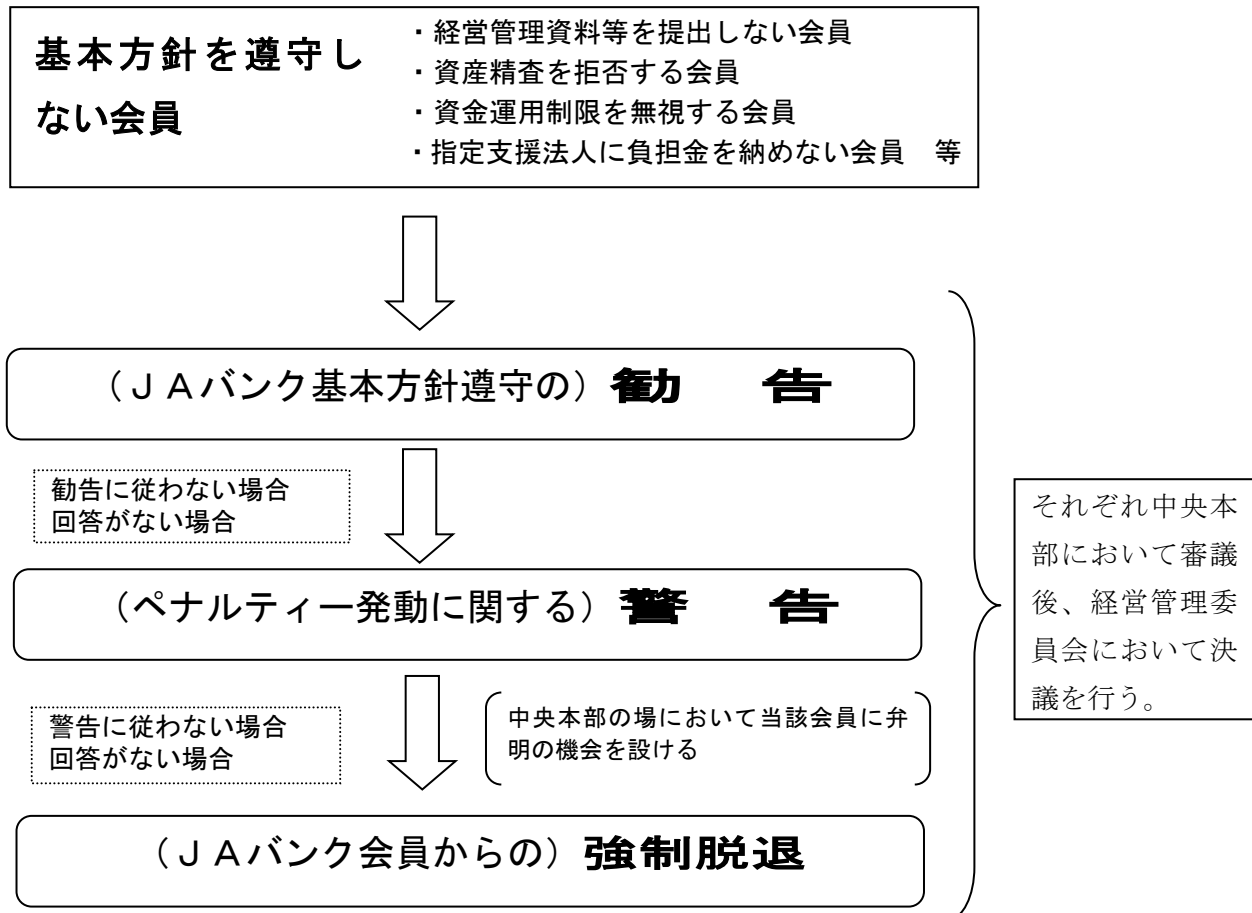 基本方針を遵守し
ない会員
・経営管理資料等を提出しない会員
・資産精査を拒否する会員
・資金運用制限を無視する会員
・指定支援法人に負担金を納めない会員　等
（ＪＡバンク基本方針遵守の）勧　告
勧告に従わない場合
回答がない場合
（ペナルティー発動に関する）警　告
警告に従わない場合
回答がない場合
中央本部の場において当該会員に弁
明の機会を設ける
（ＪＡバンク会員からの）強制脱退
それぞれ中央本
部において審議
後、経営管理委
員会において決
議を行う。